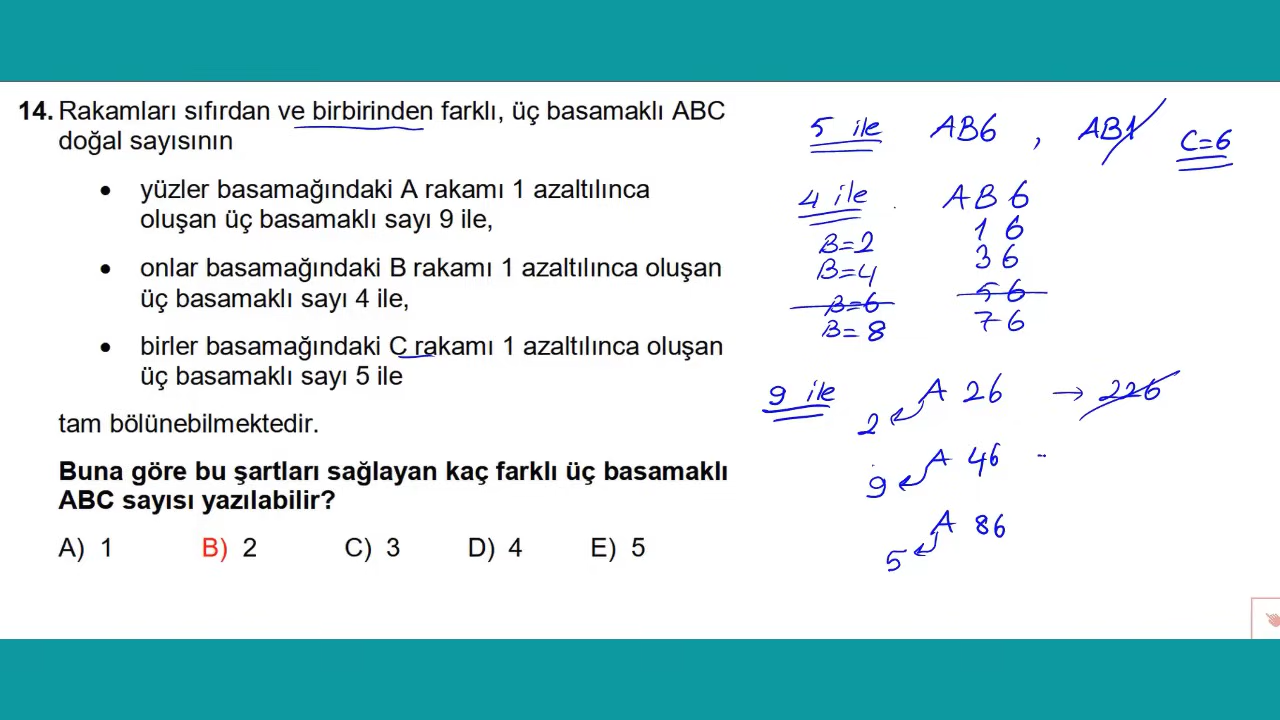 14. Rakamları sıfırdan ve birbirinden farklı, üç basamaklı ABC
doğal sayısının
• yüzler basamağındaki A rakamı 1 azaltılınca
oluşan üç basamaklı sayı 9 ile,
• onlar basamağındaki B rakamı 1 azaltılınca oluşan
üç basamaklı sayı 4 ile,
• birler basamağındaki C rakamı 1 azaltılınca oluşan
üç basamaklı sayı 5 ile
tam bölünebilmektedir.
Buna göre bu şartları sağlayan kaç farklı üç basamaklı
ABC sayısı yazılabilir?
A) 1 B) 2 C) 3 D) 4 E) 5
5 ile AB6 , AB1 C=6
4 ile AB6
B=2 16
B=4 36
B=6 56
B=8 76
9 ile A 26 → 226
2
A 46
9
A 86
5